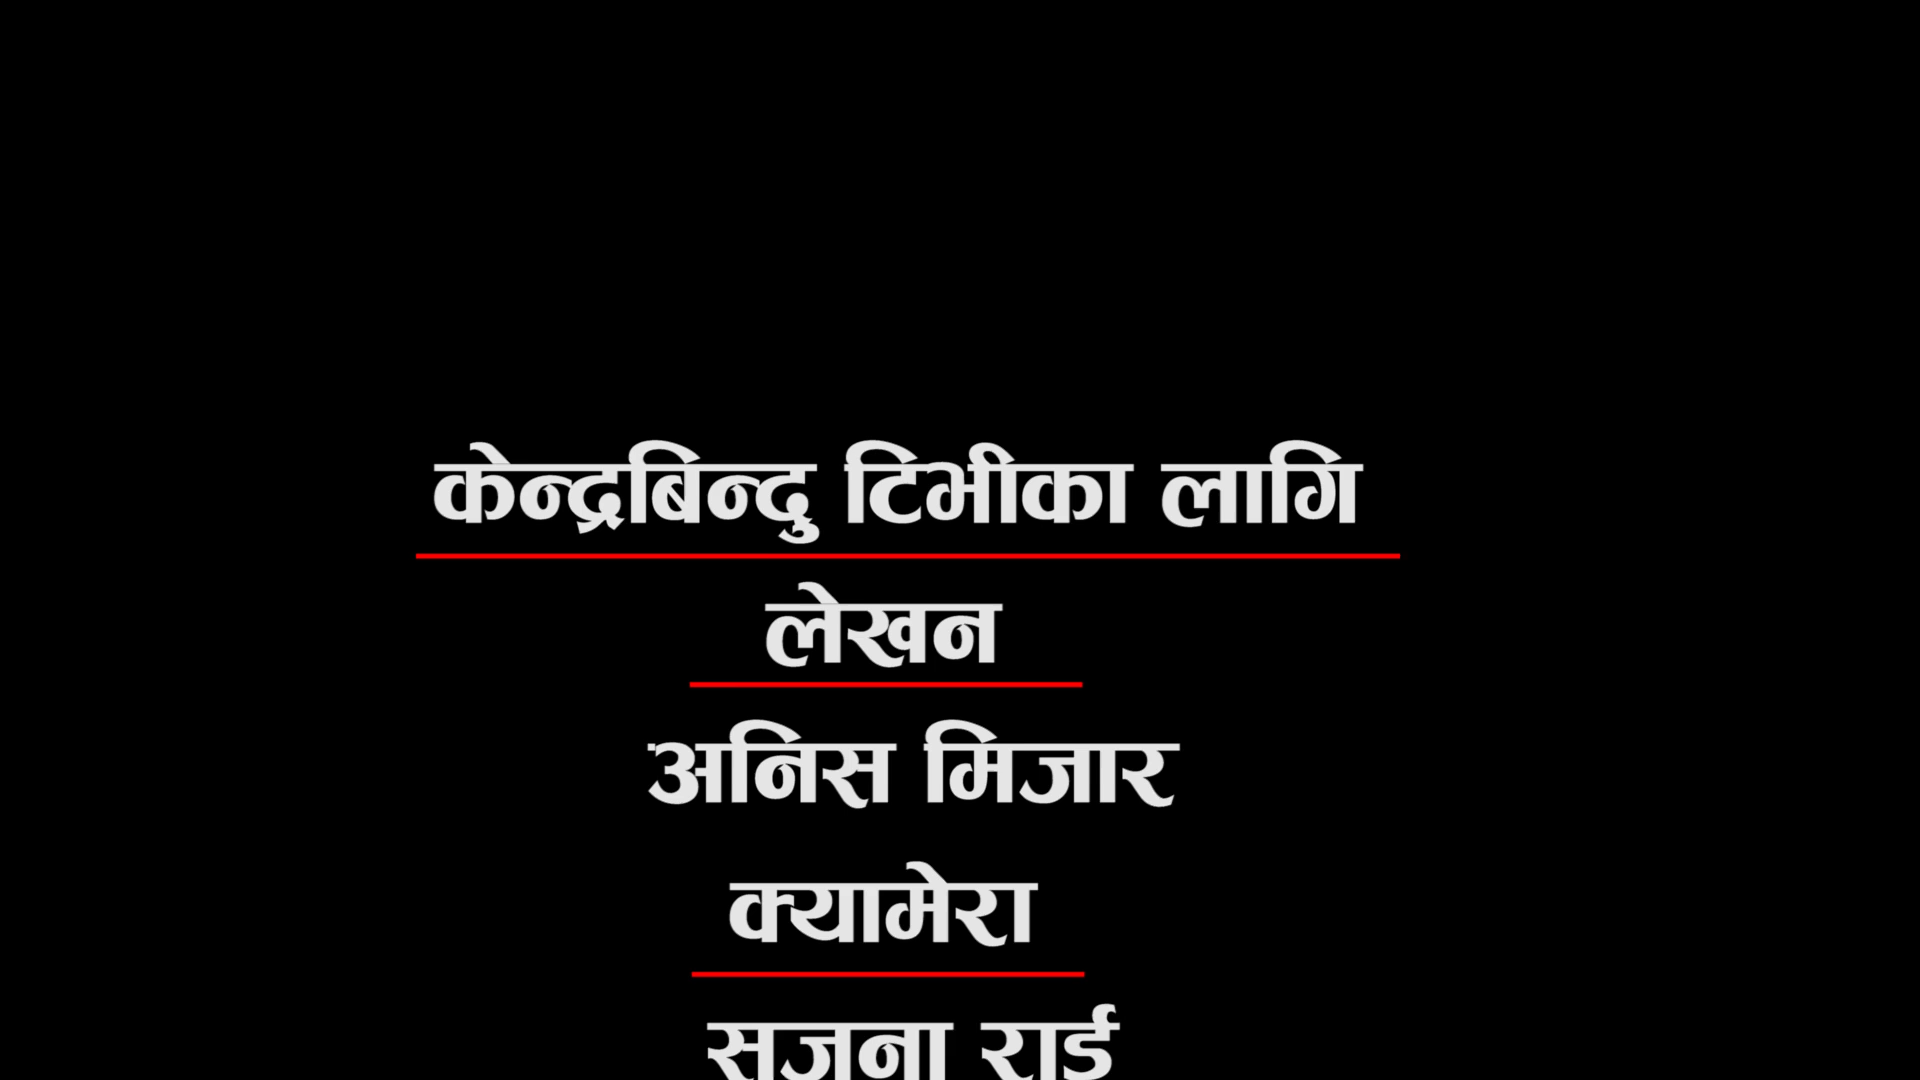 केन्द्रबिन्दु टिभीका लागि
लेखन
अनिस मिजार
क्यामेरा
सजना राई